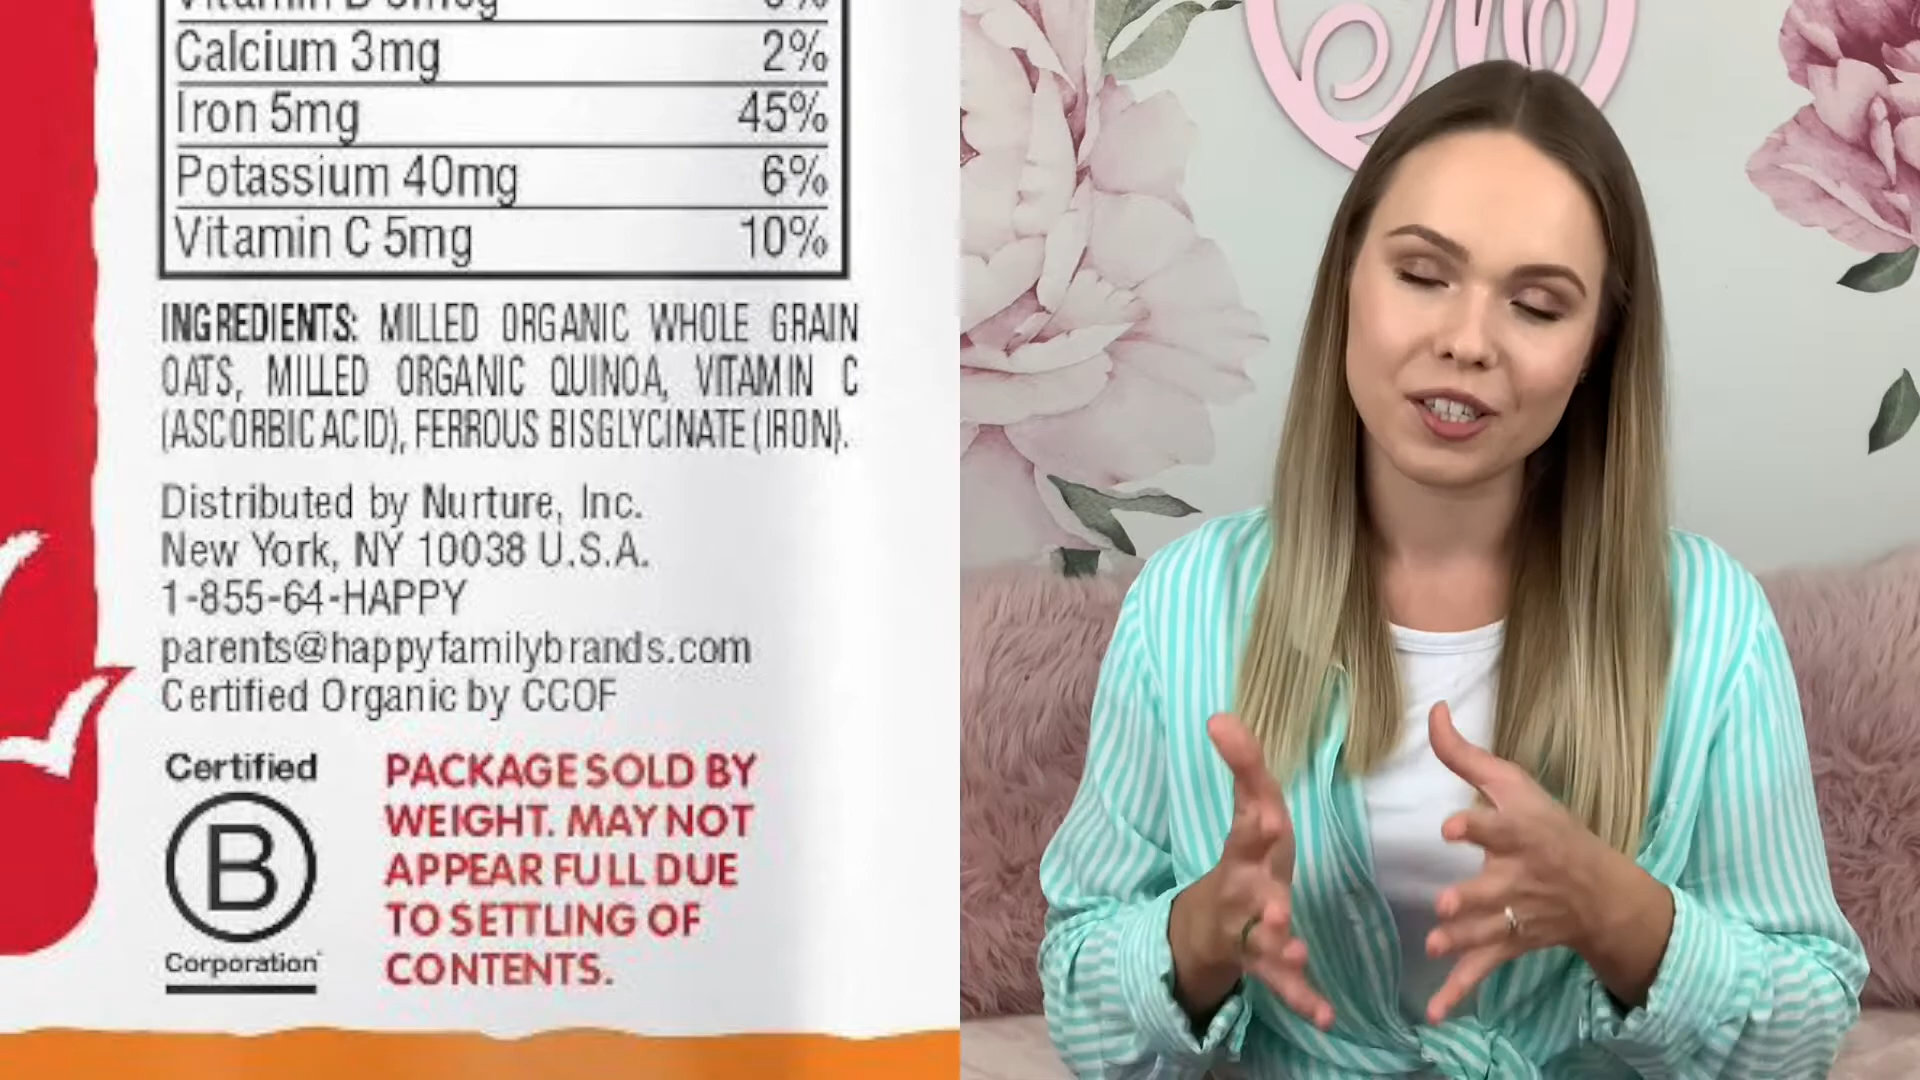 Calcium 3mg 2%
Iron 5mg 45%
Potassium 40mg 6%
Vitamin C 5mg 10%
INGREDIENTS: MILLED ORGANIC WHOLE GRAIN
OATS, MILLED ORGANIC QUINOA, VITAMIN C
(ASCORBIC ACID), FERROUS BISGLYCINATE (IRON).
Distributed by Nurture, Inc.
New York, NY 10038 U.S.A.
1-855-64-HAPPY
parents@happyfamilybrands.com
Certified Organic by CCOF
Certified
B
Corporation
PACKAGE SOLD BY
WEIGHT. MAY NOT
APPEAR FULL DUE
TO SETTLING OF
CONTENTS.
M